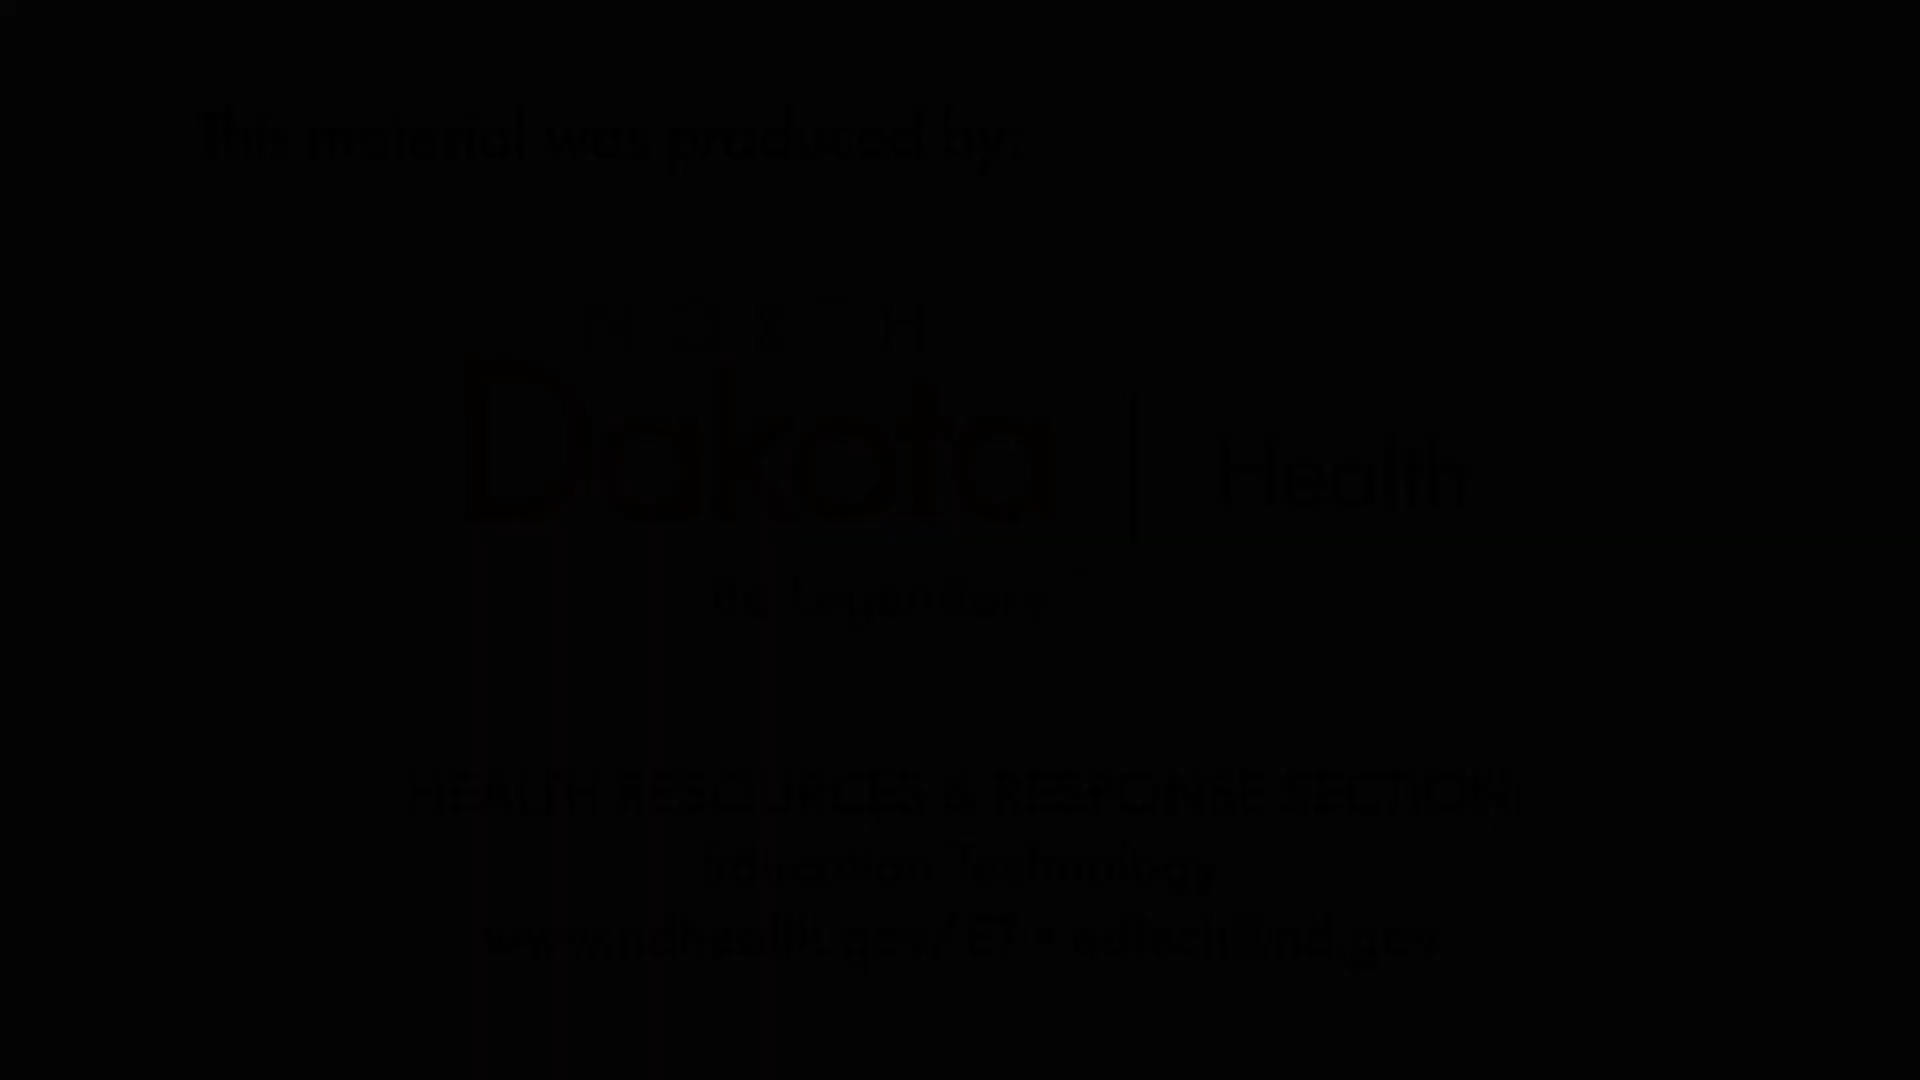 This material was produced by:
NORTH
Dakota | Health
Be Legendary.™
HEALTH RESOURCES & RESPONSE SECTION
Education Technology
www.ndhealth.gov/ET • edtech@nd.gov